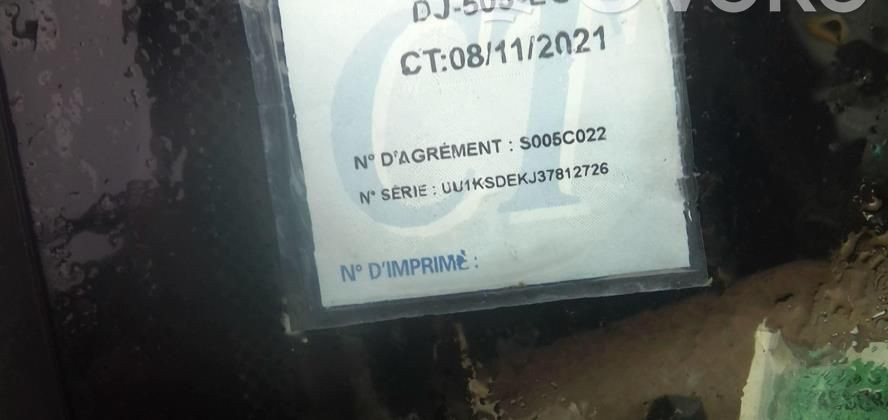 CT:08/11/2021
N° D'AGRÉMENT : S005C022
N° SÉRIE : UU1KSDEKJ37812726
N° D'IMPRIMÉ :